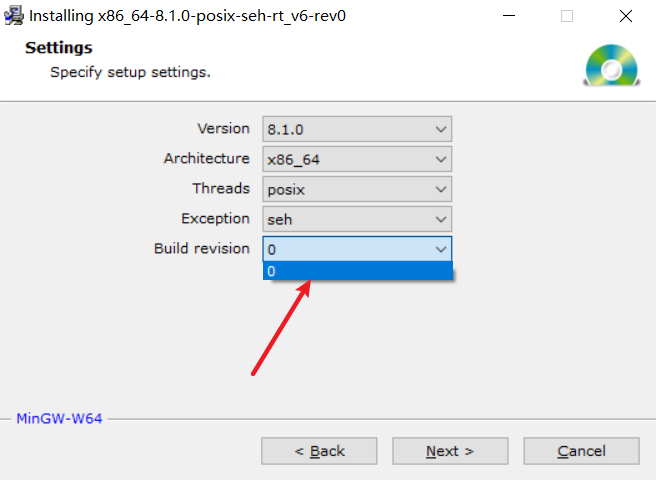 Installing x86_64-8.1.0-posix-seh-rt_v6-rev0
Settings
Specify setup settings.
Version 8.1.0
Architecture x86_64
Threads posix
Exception seh
Build revision 0
0
MinGW-W64
< Back Next > Cancel